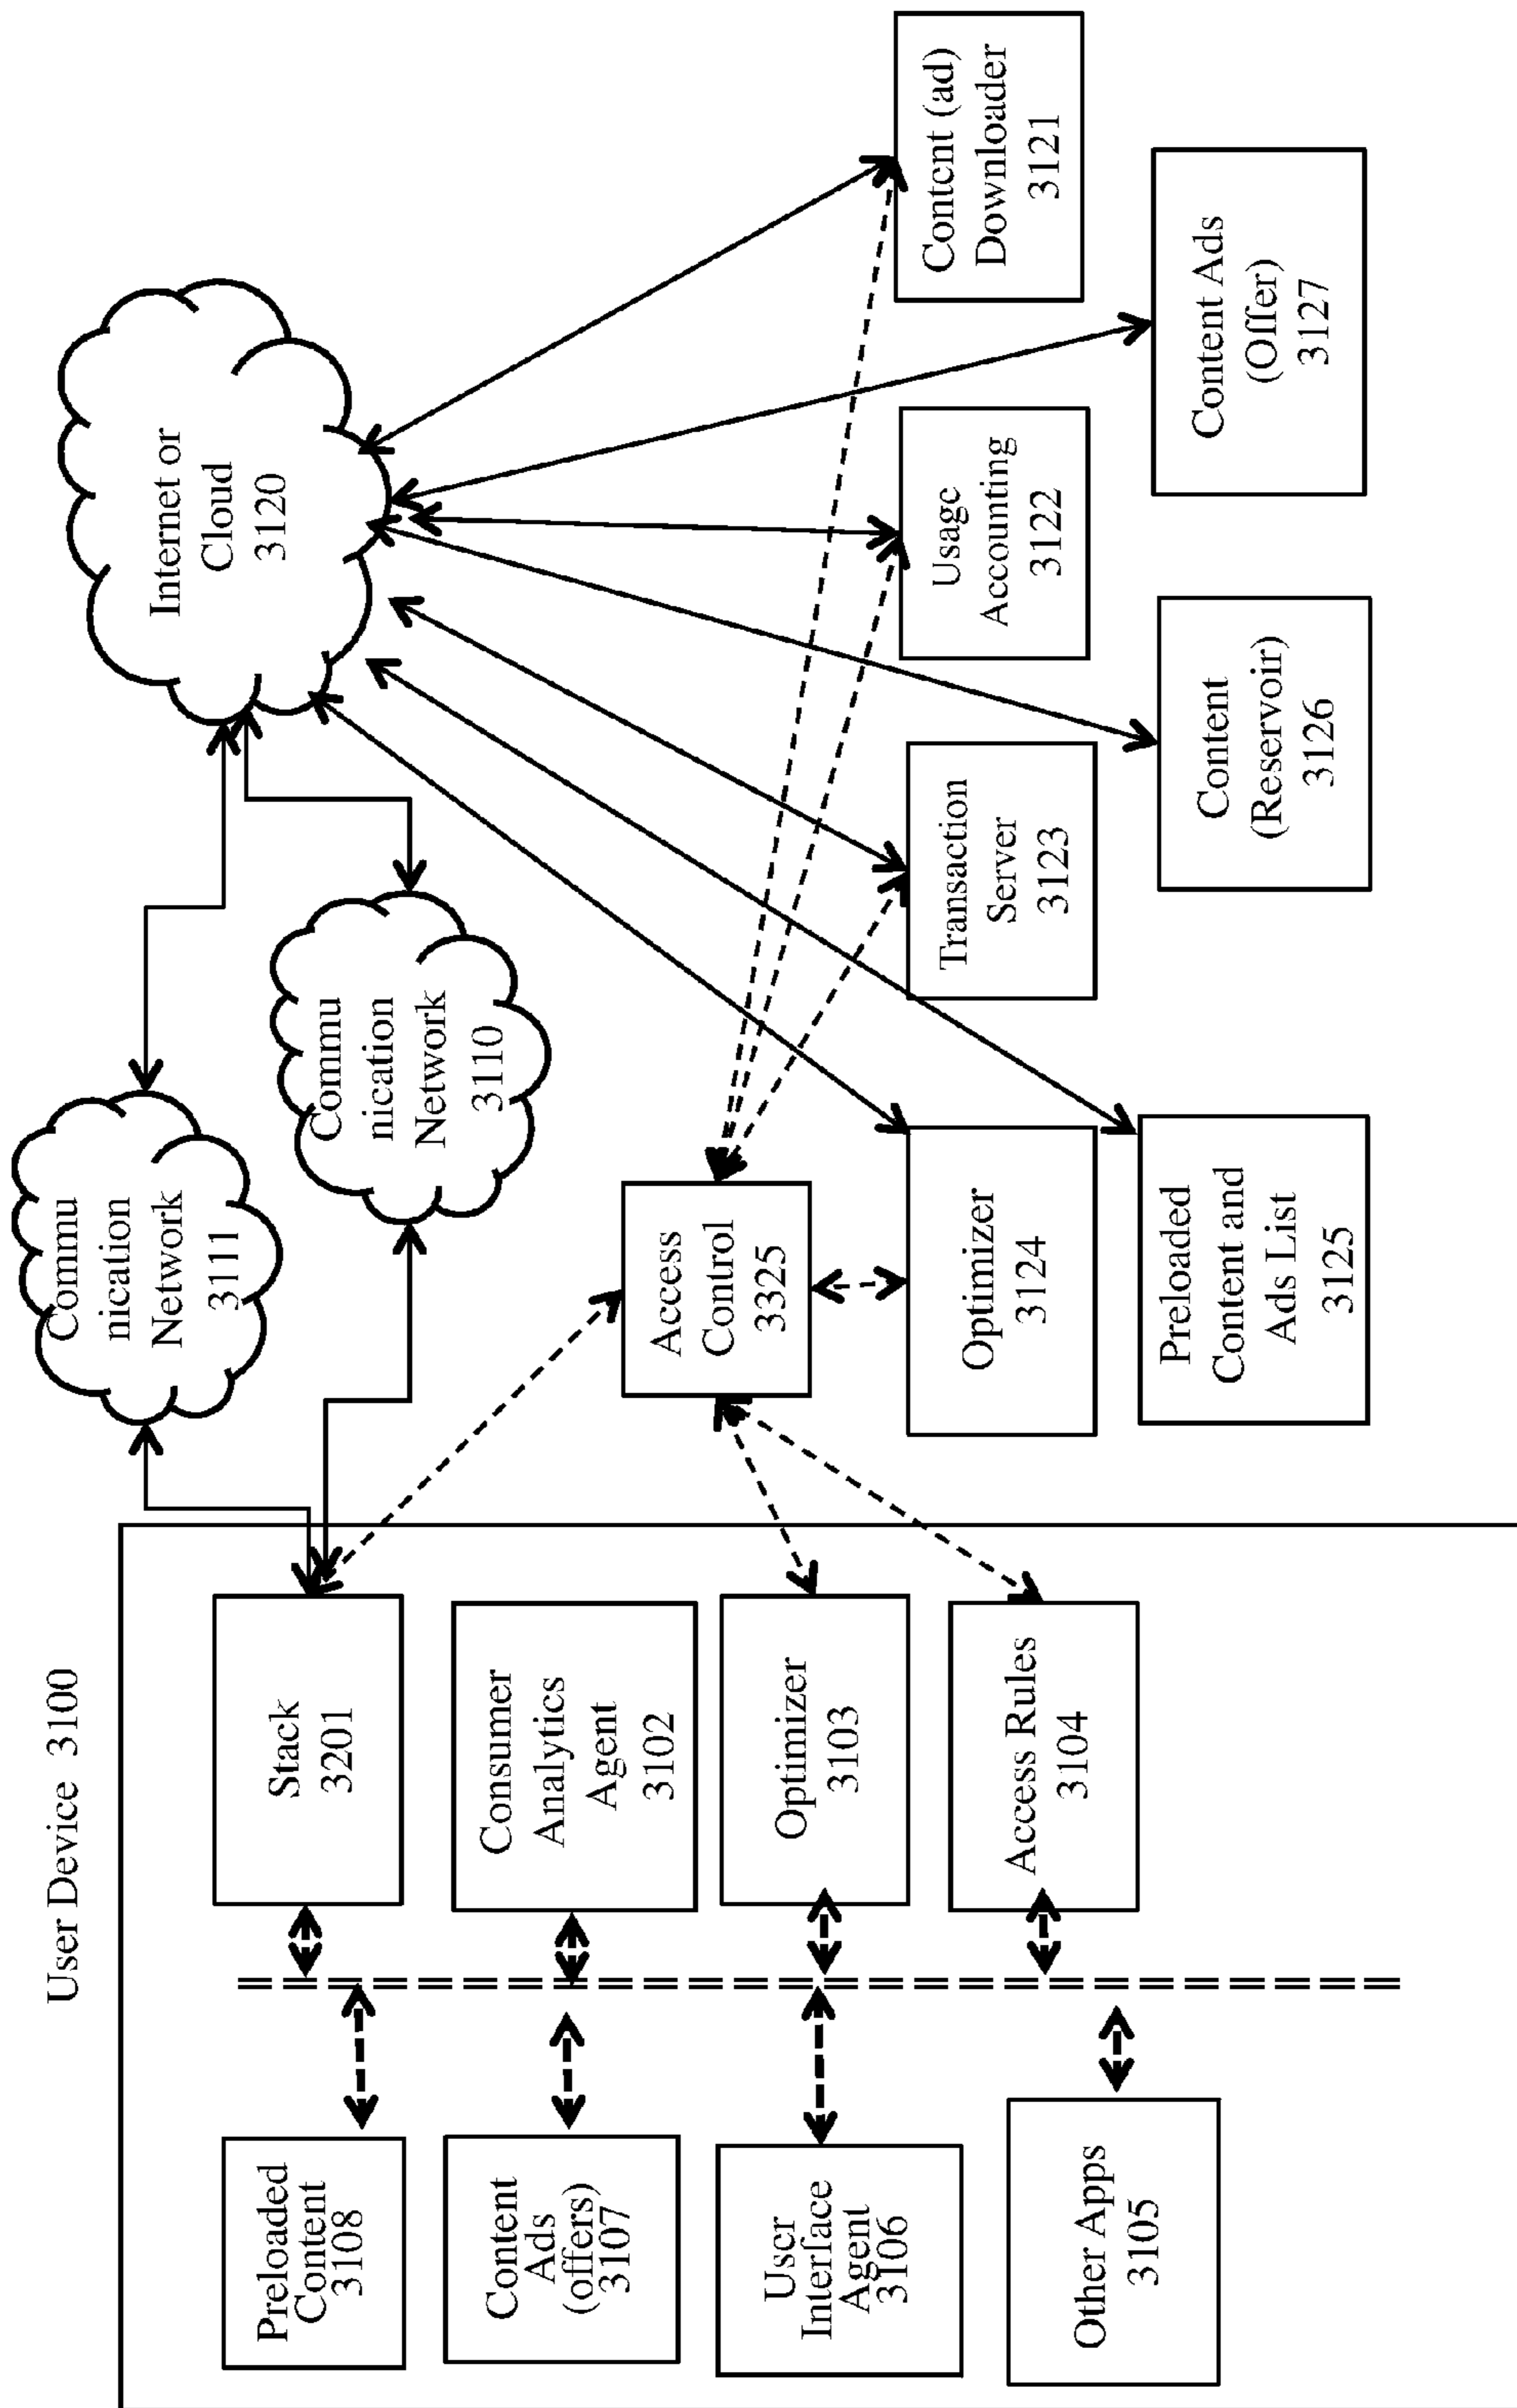 User Device 3100
Preloaded
Content
3108
Content
Ads
(offers)
3107
User
Interface
Agent
3106
Other Apps
3105
Stack
3201
Consumer
Analytics
Agent
3102
Optimizer
3103
Access Rules
3104
Commu
nication
Network
3111
Commu
nication
Network
3110
Internet or
Cloud
3120
Access
Control
3325
Optimizer
3124
Preloaded
Content and
Ads List
3125
Transaction
Server
3123
Content
(Reservoir)
3126
Usage
Accounting
3122
Content Ads
(Offer)
3127
Content (ad)
Downloader
3121